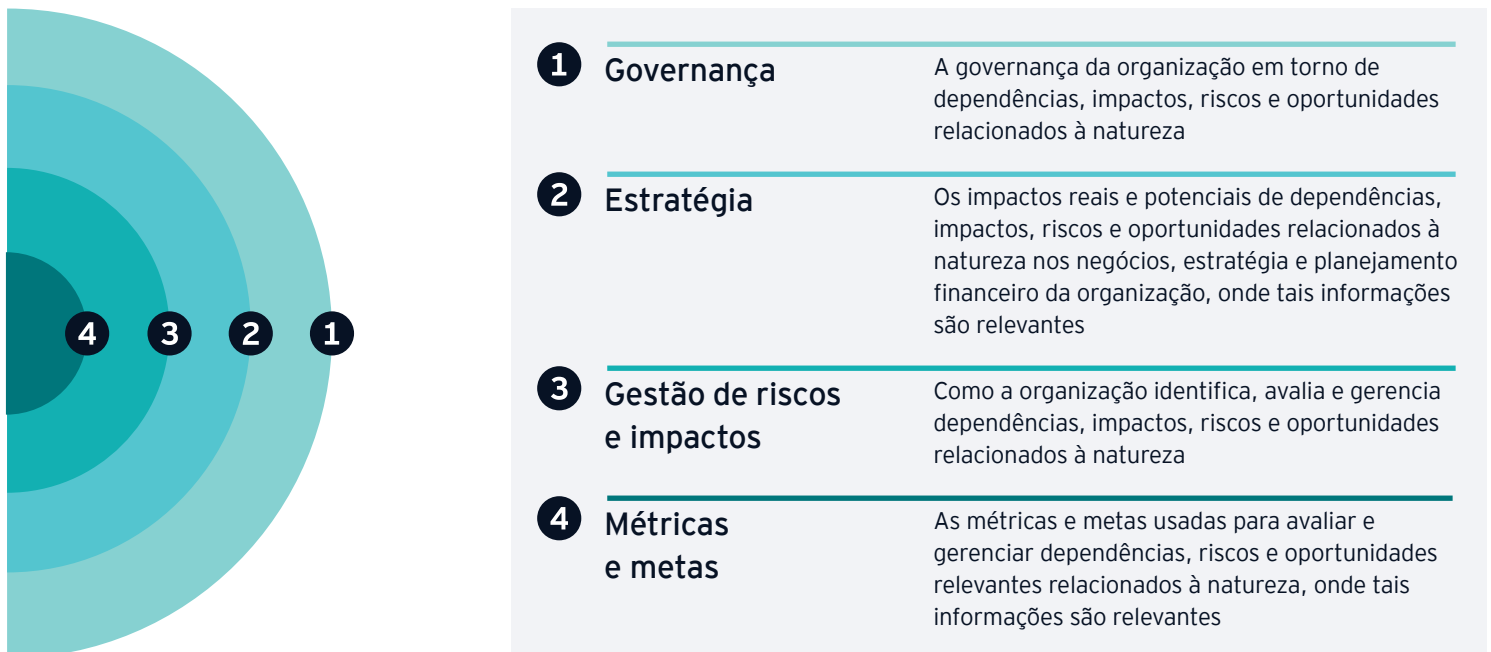 4 3 2 1
1 Governança
A governança da organização em torno de
dependências, impactos, riscos e oportunidades
relacionados à natureza
2 Estratégia
Os impactos reais e potenciais de dependências,
impactos, riscos e oportunidades relacionados à
natureza nos negócios, estratégia e planejamento
financeiro da organização, onde tais informações
são relevantes
3 Gestão de riscos
e impactos
Como a organização identifica, avalia e gerencia
dependências, impactos, riscos e oportunidades
relacionados à natureza
4 Métricas
e metas
As métricas e metas usadas para avaliar e
gerenciar dependências, riscos e oportunidades
relevantes relacionados à natureza, onde tais
informações são relevantes